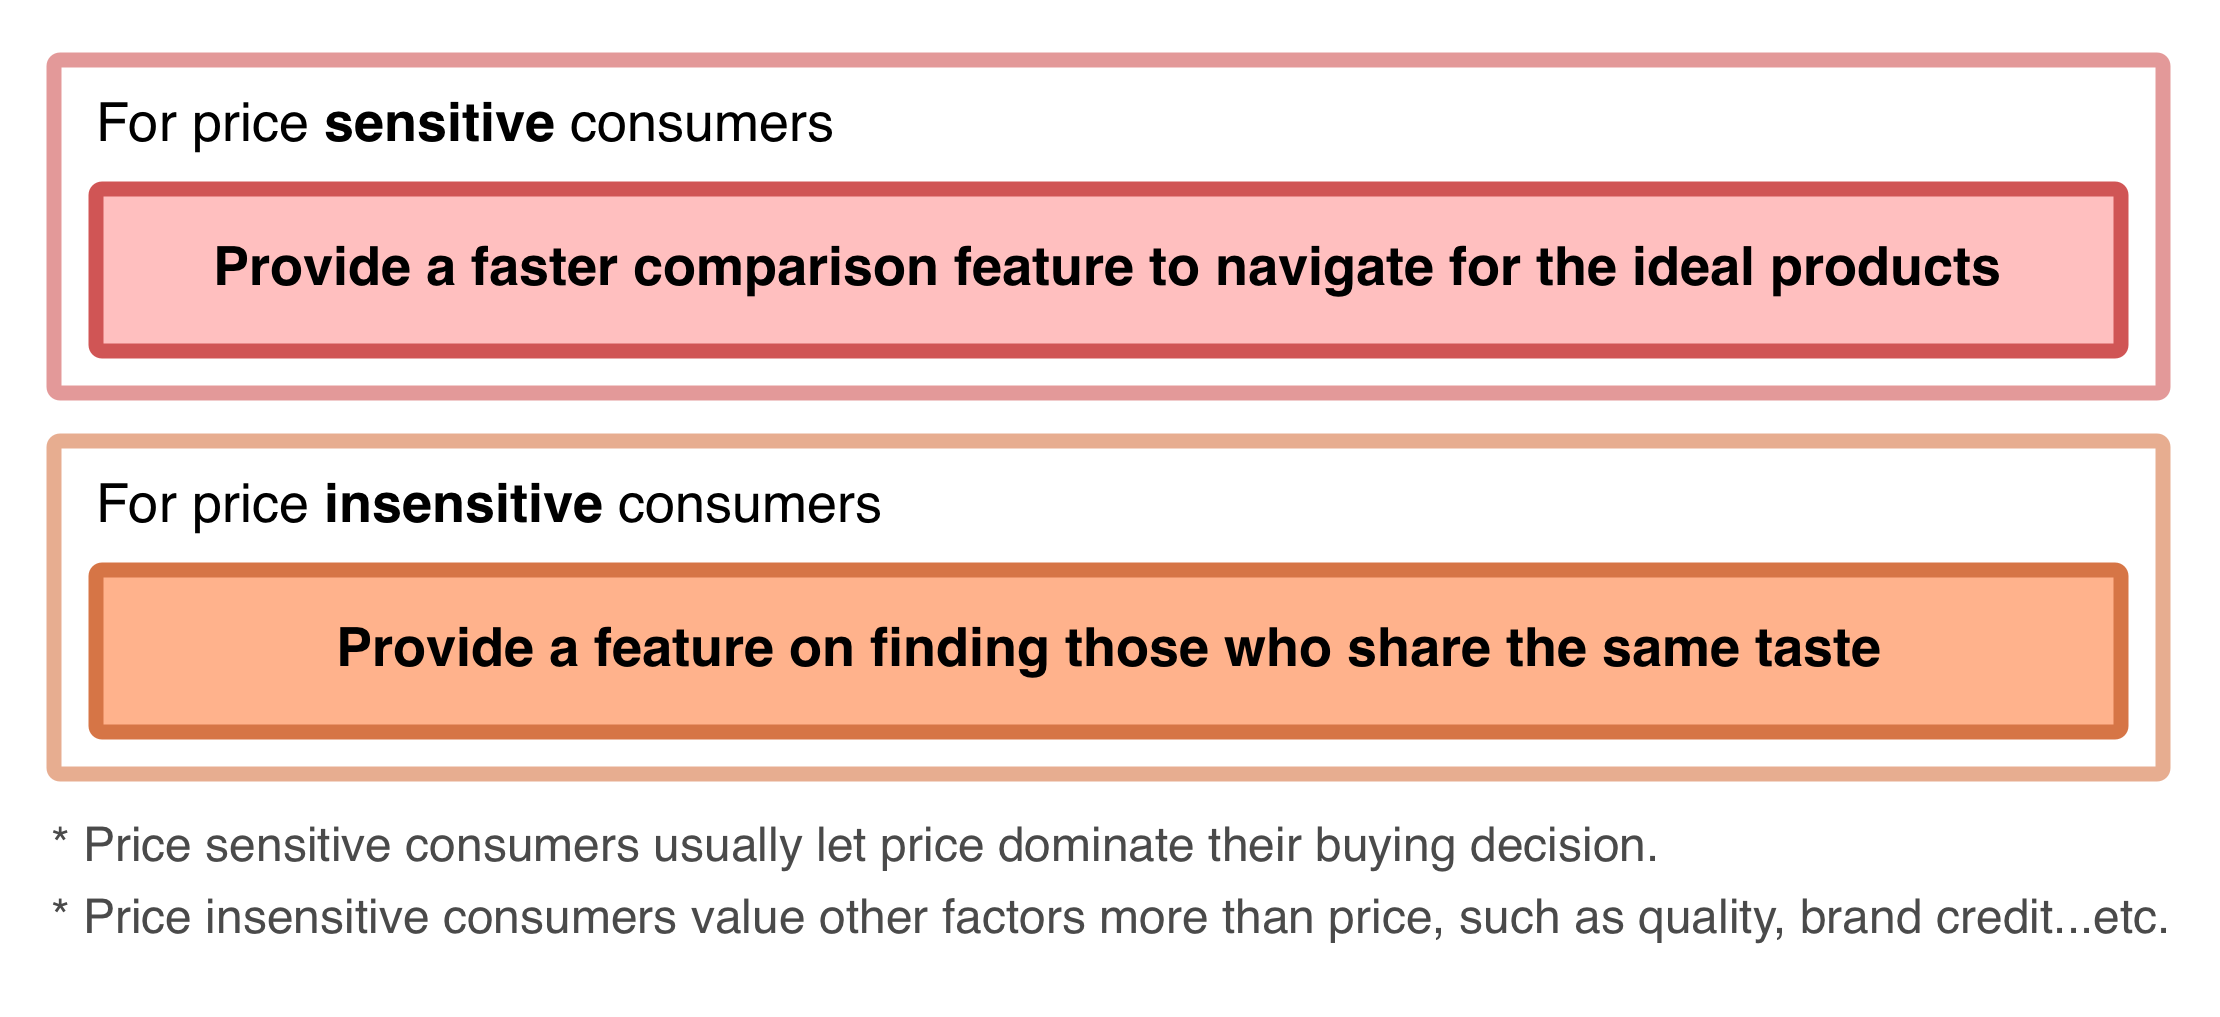 For price sensitive consumers
Provide a faster comparison feature to navigate for the ideal products
For price insensitive consumers
Provide a feature on finding those who share the same taste
* Price sensitive consumers usually let price dominate their buying decision.
* Price insensitive consumers value other factors more than price, such as quality, brand credit...etc.